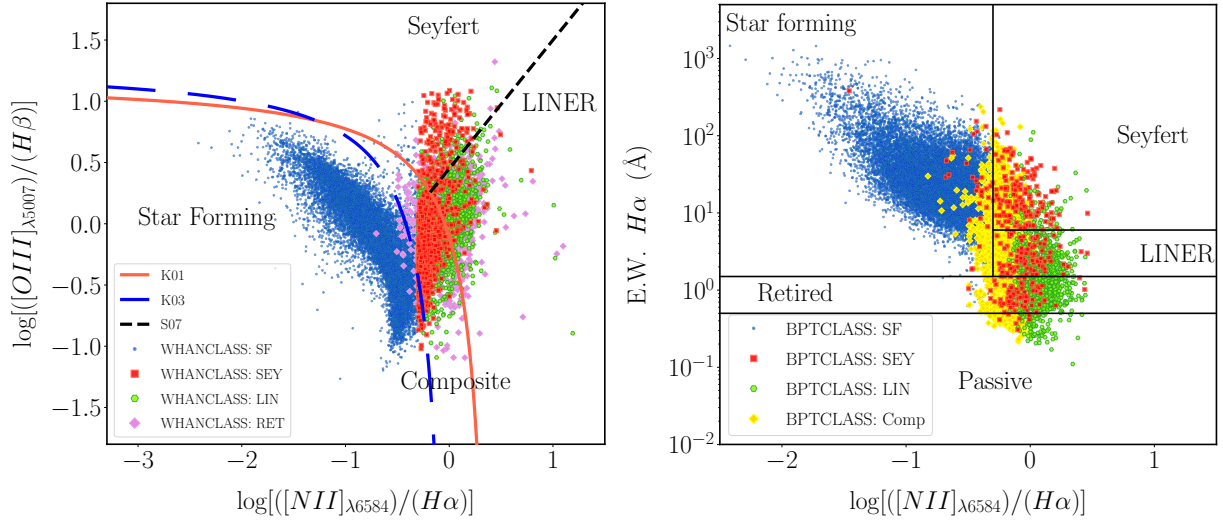 Seyfert
LINER
Star Forming
Composite
1.5
1.0
0.5
0.0
−0.5
−1.0
−1.5
log[([OIII]λ5007)/(Hβ)]
K01
K03
S07
WHANCLASS: SF
WHANCLASS: SEY
WHANCLASS: LIN
WHANCLASS: RET
−3 −2 −1 0 1
log[([NII]λ6584)/(Hα)]
Star forming
Seyfert
LINER
Retired
Passive
10³
10²
10¹
10⁰
10⁻¹
10⁻²
E.W. Hα (Å)
BPTCLASS: SF
BPTCLASS: SEY
BPTCLASS: LIN
BPTCLASS: Comp
−2 −1 0 1
log[([NII]λ6584)/(Hα)]